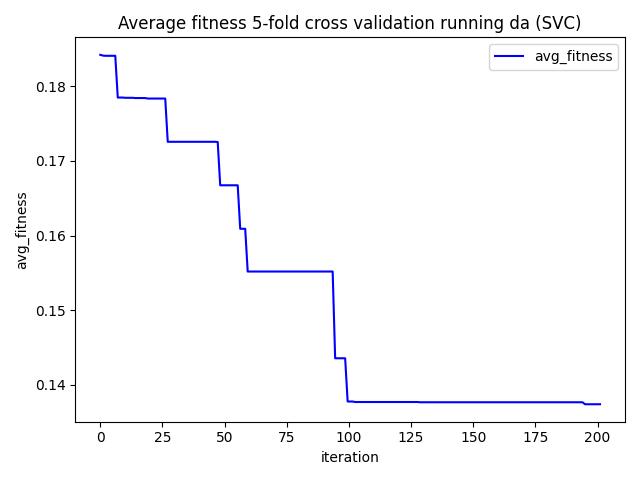 Average fitness 5-fold cross validation running da (SVC)
avg_fitness
0.18
0.17
0.16
0.15
0.14
avg_fitness
0 25 50 75 100 125 150 175 200
iteration